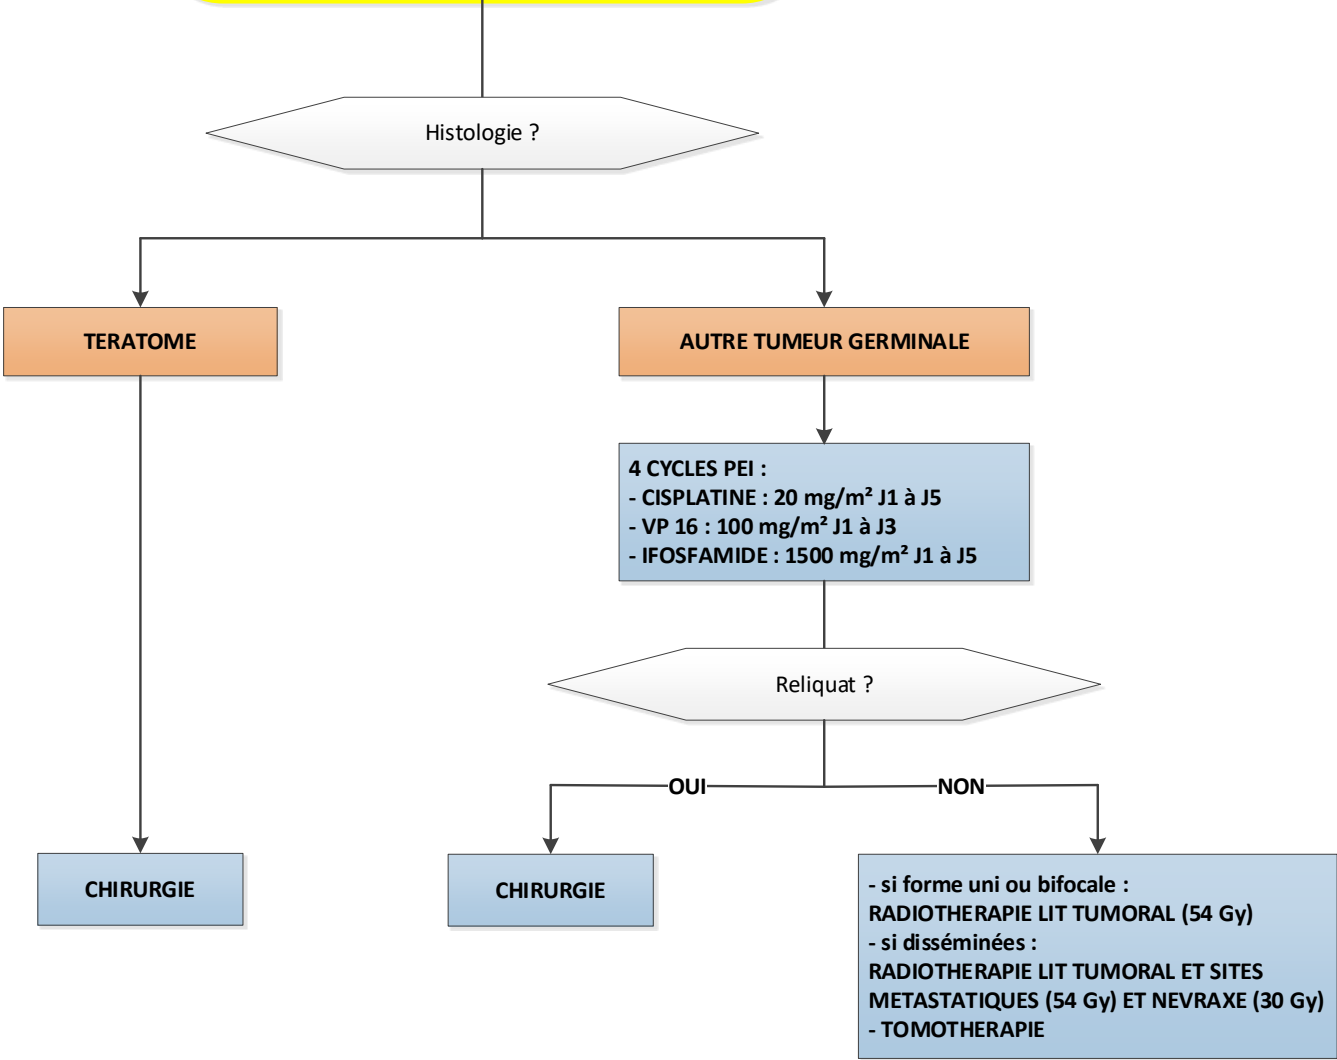 Histologie ?
TERATOME
AUTRE TUMEUR GERMINALE
4 CYCLES PEI :
- CISPLATINE : 20 mg/m² J1 à J5
- VP 16 : 100 mg/m² J1 à J3
- IFOSFAMIDE : 1500 mg/m² J1 à J5
Reliquat ?
OUI
NON
CHIRURGIE
CHIRURGIE
- si forme uni ou bifocale :
RADIOTHERAPIE LIT TUMORAL (54 Gy)
- si disséminées :
RADIOTHERAPIE LIT TUMORAL ET SITES
METASTATIQUES (54 Gy) ET NEVRAXE (30 Gy)
- TOMOTHERAPIE